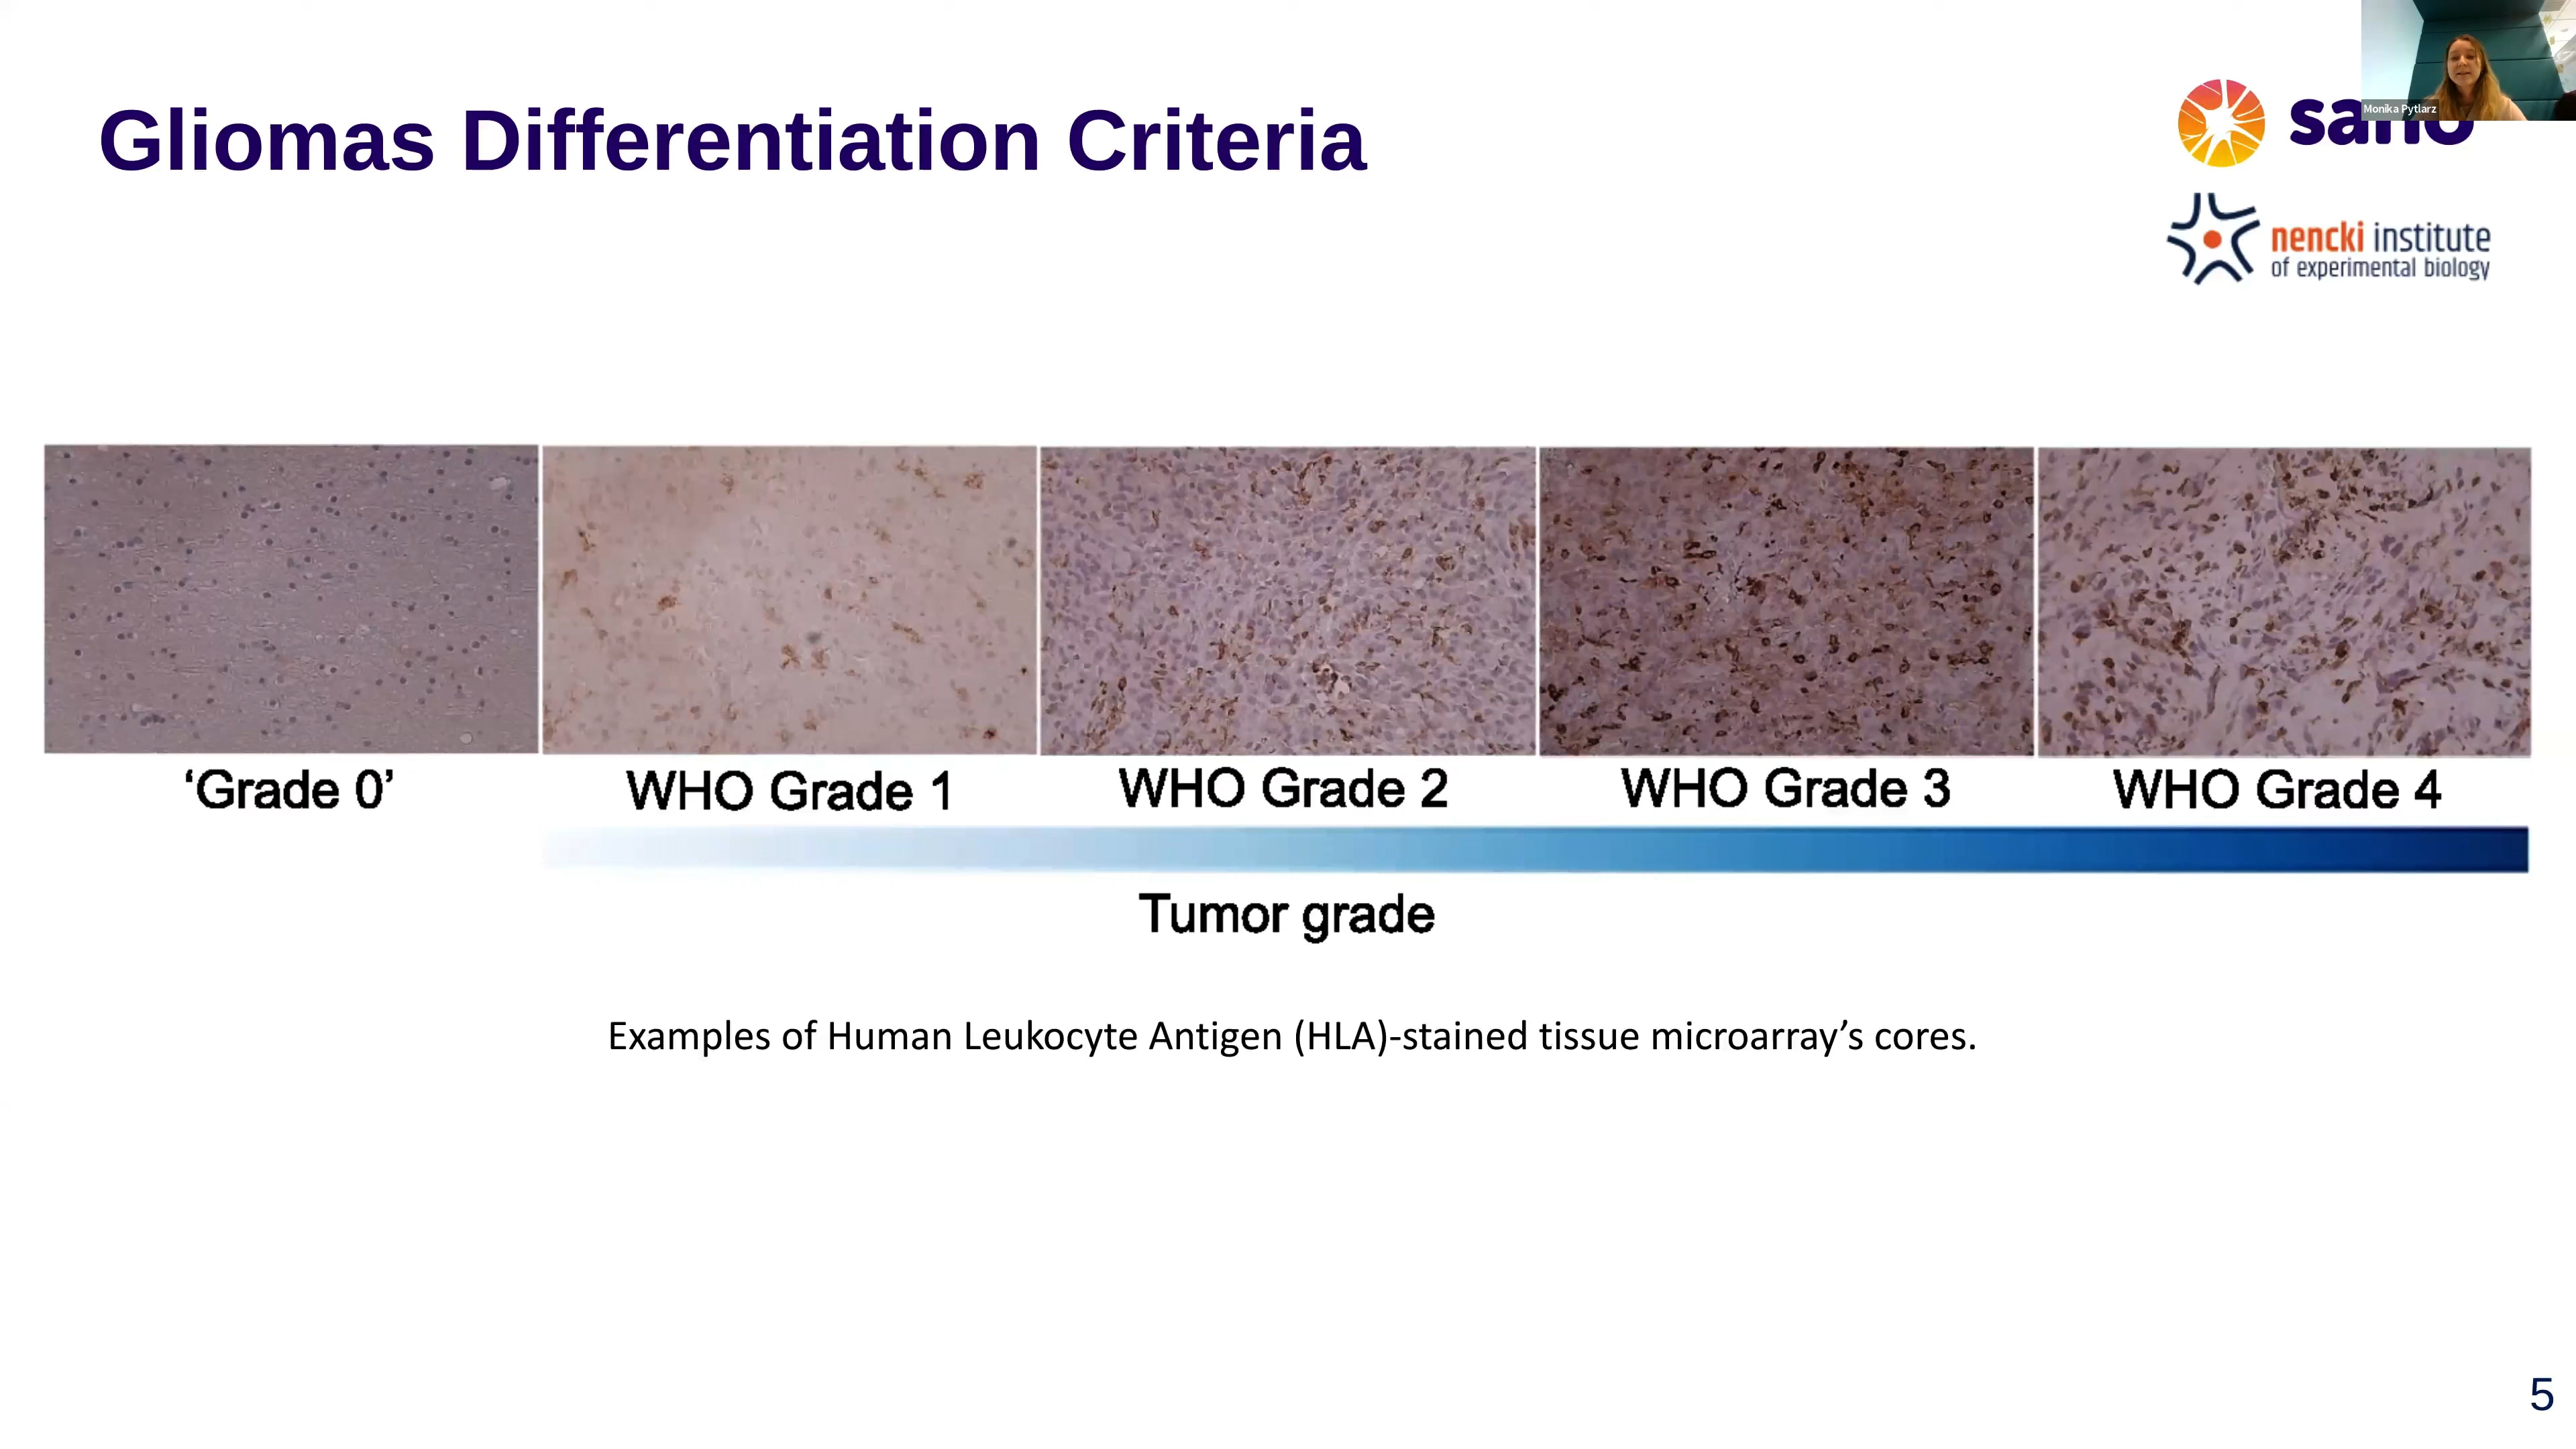 Monika Pytlarz
Gliomas Differentiation Criteria
sano
nencki institute
of experimental biology
‘Grade 0’
WHO Grade 1
WHO Grade 2
WHO Grade 3
WHO Grade 4
Tumor grade
Examples of Human Leukocyte Antigen (HLA)-stained tissue microarray’s cores.
5